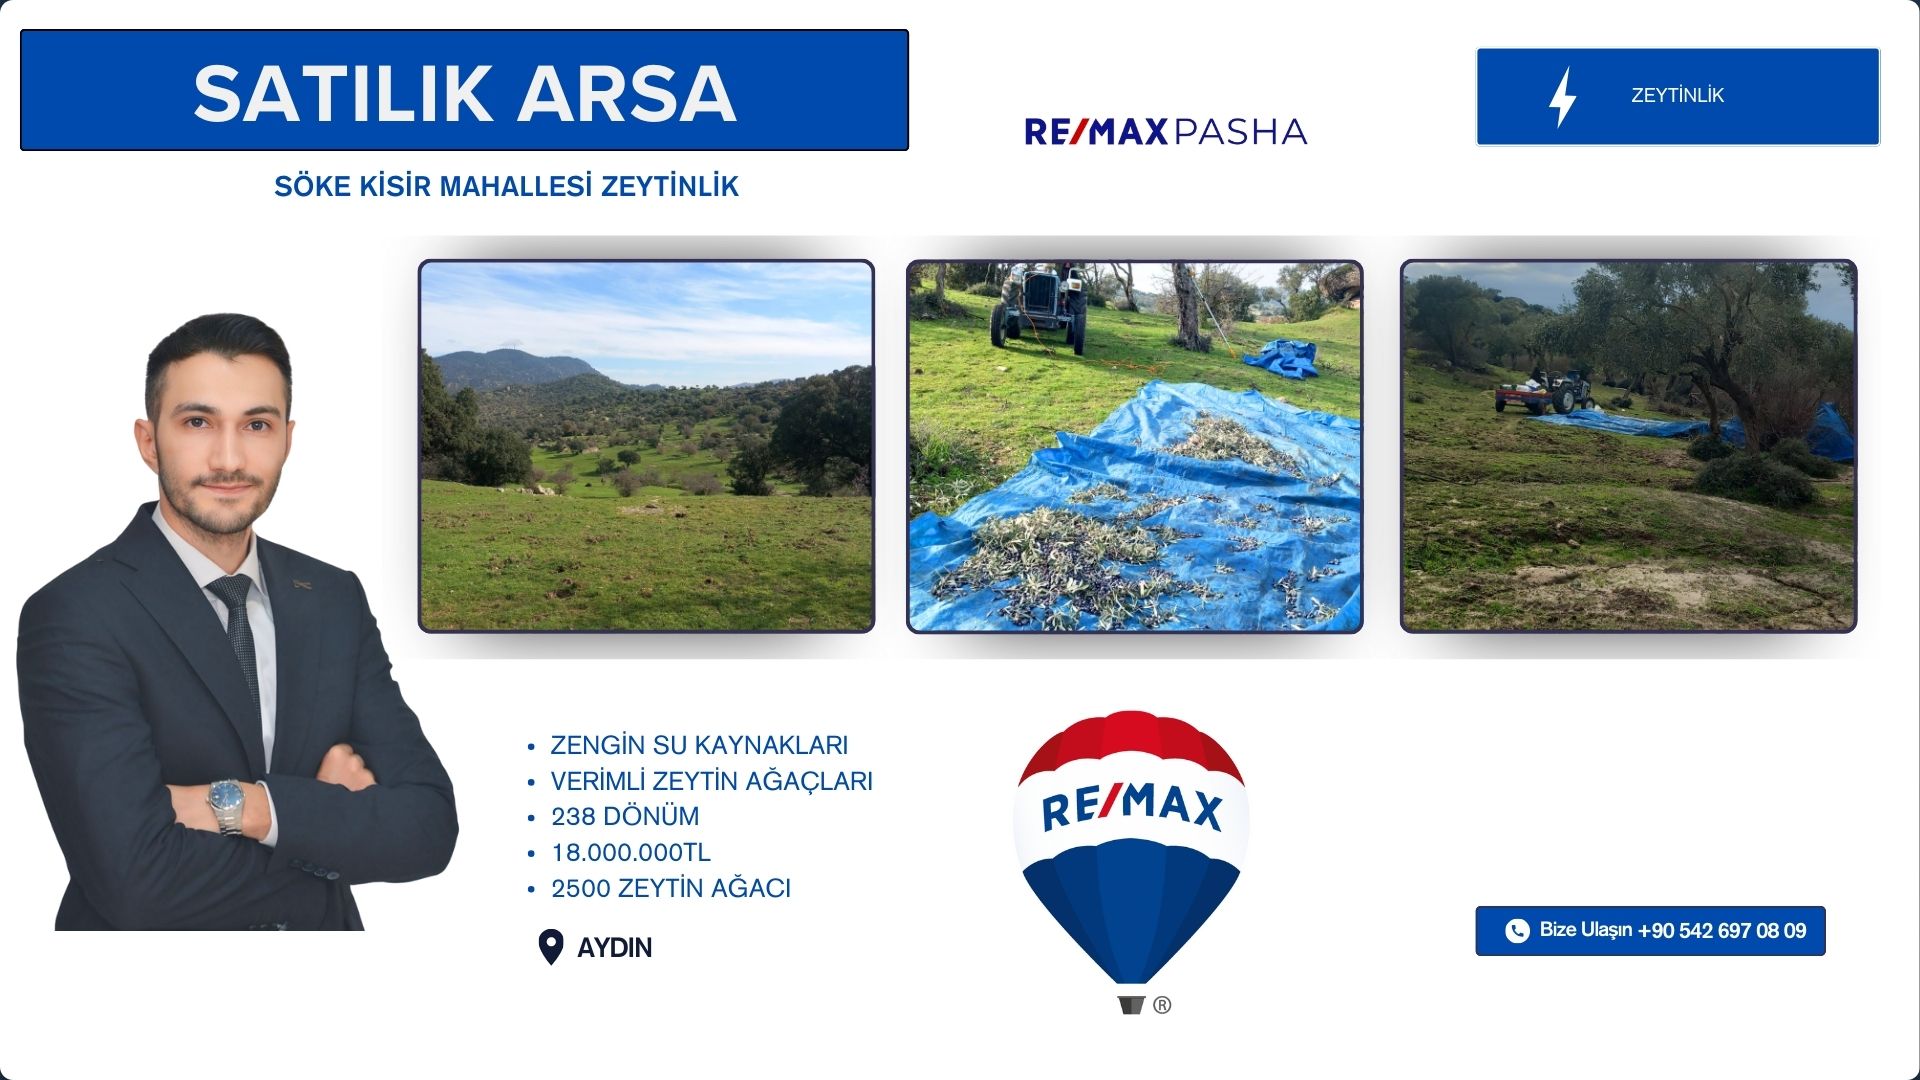 SATILIK ARSA
SÖKE KİSİR MAHALLESİ ZEYTİNLİK
RE/MAX PASHA
ZEYTİNLİK
ZENGİN SU KAYNAKLARI
VERİMLİ ZEYTİN AĞAÇLARI
238 DÖNÜM
18.000.000TL
2500 ZEYTİN AĞACI
AYDIN
RE/MAX
®
Bize Ulaşın +90 542 697 08 09